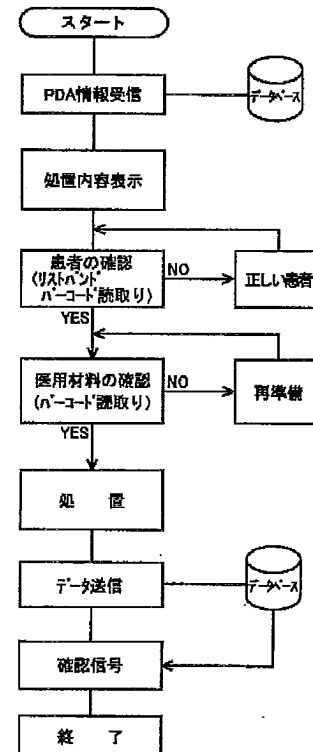 スタート
PDA情報受信
データベース
処置内容表示
患者の確認
(リストバンド
バーコード読取り)
NO
正しい患者
YES
医用材料の確認
(バーコード読取り)
NO
再準備
YES
処 置
データ送信
データベース
確認信号
終 了